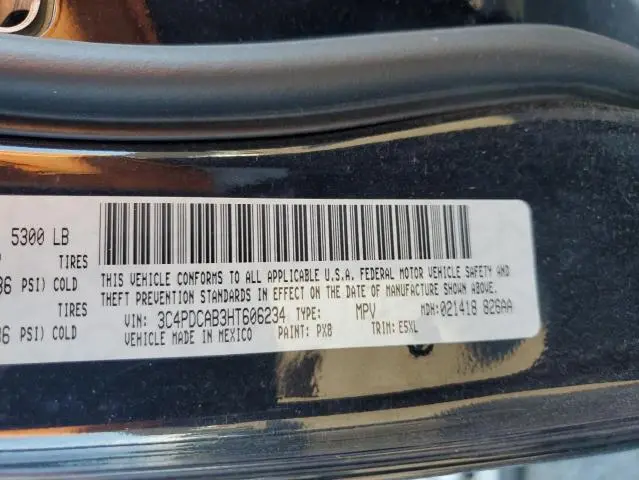 5300 LB
TIRES
36 PSI) COLD
TIRES
36 PSI) COLD
THIS VEHICLE CONFORMS TO ALL APPLICABLE U.S.A. FEDERAL MOTOR VEHICLE SAFETY AND
THEFT PREVENTION STANDARDS IN EFFECT ON THE DATE OF MANUFACTURE SHOWN ABOVE.
VIN: 3C4PDCAB3HT606234 TYPE: MPV MDH: 021418 826AA
VEHICLE MADE IN MEXICO PAINT: PX8 TRIM: E5XL